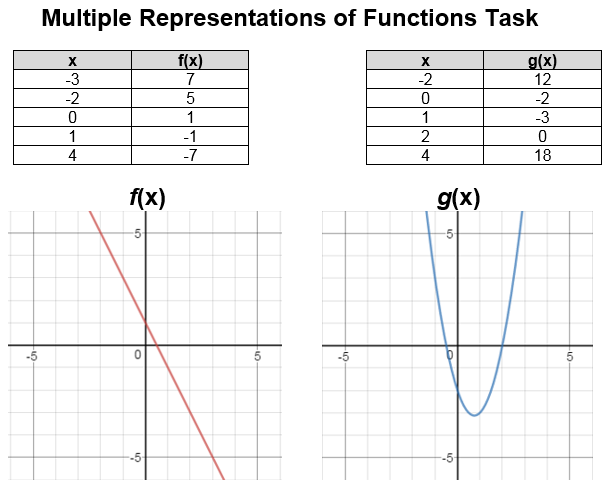 Multiple Representations of Functions Task
x f(x)
-3 7
-2 5
0 1
1 -1
4 -7
x g(x)
-2 12
0 -2
1 -3
2 0
4 18
f(x)
5
-5 0 5
-5
g(x)
5
-5 0 5
-5